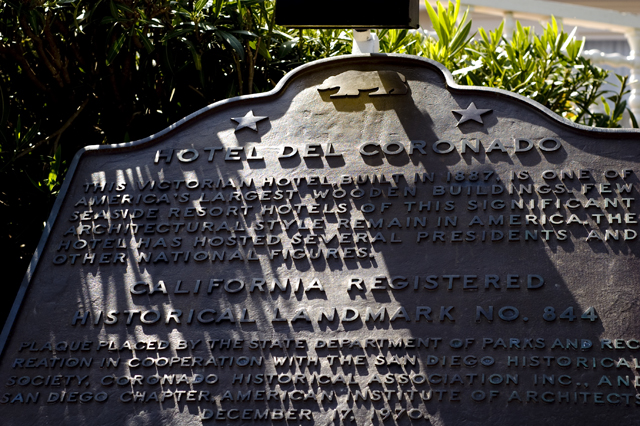 HOTEL DEL CORONADO
THIS VICTORIAN HOTEL BUILT IN 1887 IS ONE OF
AMERICA'S LARGEST WOODEN BUILDINGS. FEW
SEASIDE RESORT HOTELS OF THIS SIGNIFICANT
ARCHITECTURAL STYLE REMAIN IN AMERICA. THE
HOTEL HAS HOSTED SEVERAL PRESIDENTS AND
OTHER NATIONAL FIGURES.
CALIFORNIA REGISTERED
HISTORICAL LANDMARK NO. 844
PLAQUE PLACED BY THE STATE DEPARTMENT OF PARKS AND REC
REATION IN COOPERATION WITH THE SAN DIEGO HISTORICAL
SOCIETY, CORONADO HISTORICAL ASSOCIATION INC., AND
SAN DIEGO CHAPTER AMERICAN INSTITUTE OF ARCHITECTS
DECEMBER 17, 1970